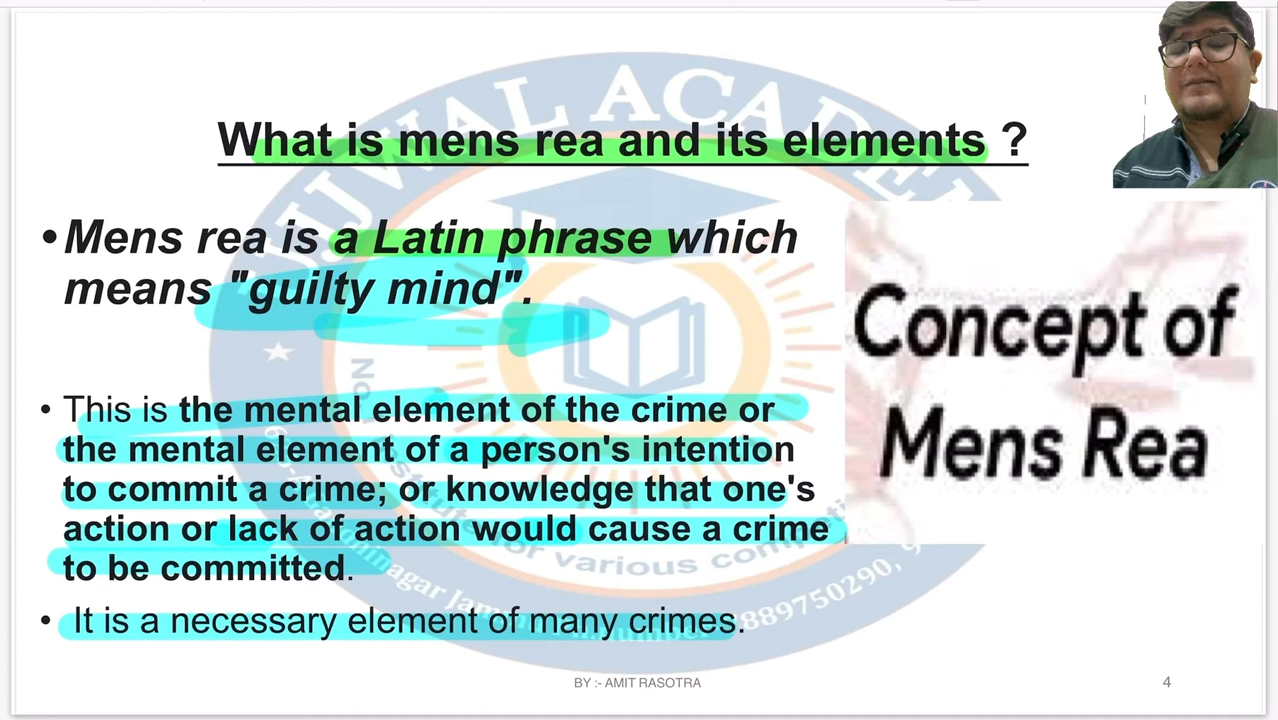 What is mens rea and its elements ?
•Mens rea is a Latin phrase which
means "guilty mind".
• This is the mental element of the crime or
the mental element of a person's intention
to commit a crime; or knowledge that one's
action or lack of action would cause a crime
to be committed.
• It is a necessary element of many crimes.
Concept of
Mens Rea
BY :- AMIT RASOTRA
4